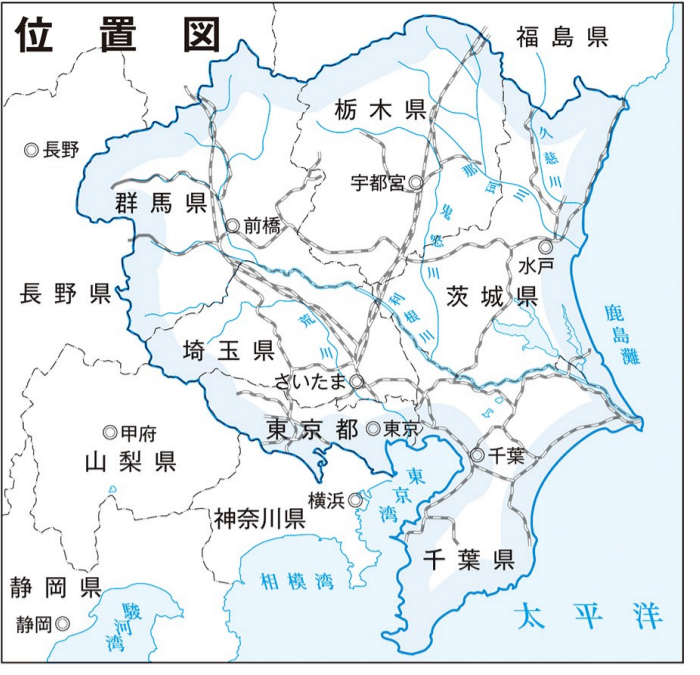 位置図
福島県
栃木県
長野
久慈川
宇都宮
那珂川
群馬県
鬼怒川
前橋
水戸
長野県
茨城県
利根川
鹿島灘
荒川
埼玉県
さいたま
東京都
東京
甲府
千葉
山梨県
東京湾
横浜
神奈川県
千葉県
相模湾
静岡県
駿河湾
静岡
太平洋